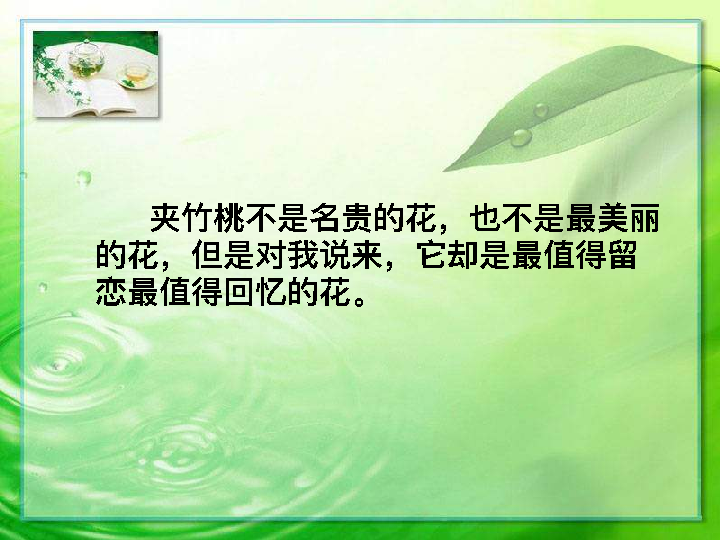 夹竹桃不是名贵的花，也不是最美丽
的花，但是对我说来，它却是最值得留
恋最值得回忆的花。